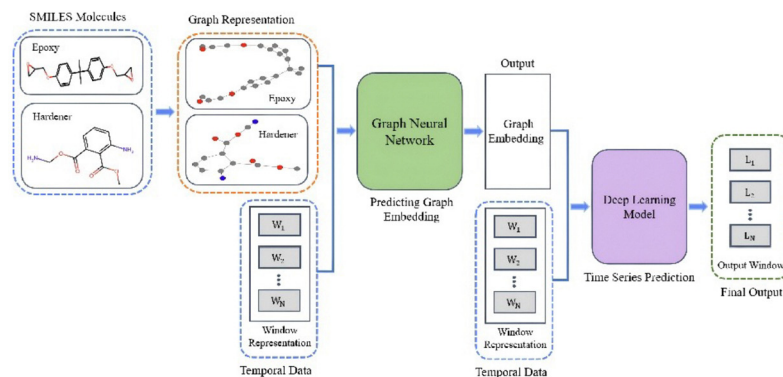 SMILES Molecules
Epoxy
Hardener
H₂N
O
O
O
O
NH₂
Graph Representation
Epoxy
Hardener
W1
W2
WN
Window
Representation
Temporal Data
Graph Neural
Network
Predicting Graph
Embedding
Output
Graph
Embedding
W1
W2
WN
Window
Representation
Temporal Data
Deep Learning
Model
Time Series Prediction
L1
L2
LN
Output Window
Final Output